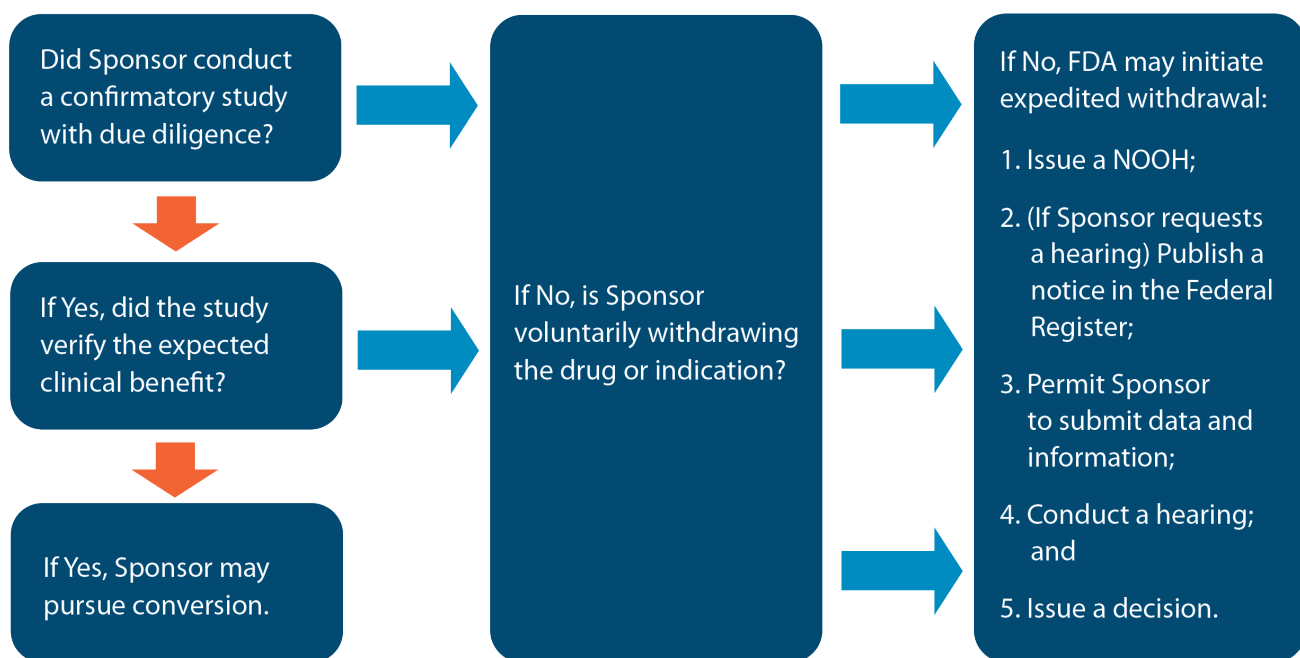 Did Sponsor conduct
a confirmatory study
with due diligence?
If Yes, did the study
verify the expected
clinical benefit?
If Yes, Sponsor may
pursue conversion.
If No, is Sponsor
voluntarily withdrawing
the drug or indication?
If No, FDA may initiate
expedited withdrawal:
1. Issue a NOOH;
2. (If Sponsor requests
a hearing) Publish a
notice in the Federal
Register;
3. Permit Sponsor
to submit data and
information;
4. Conduct a hearing;
and
5. Issue a decision.